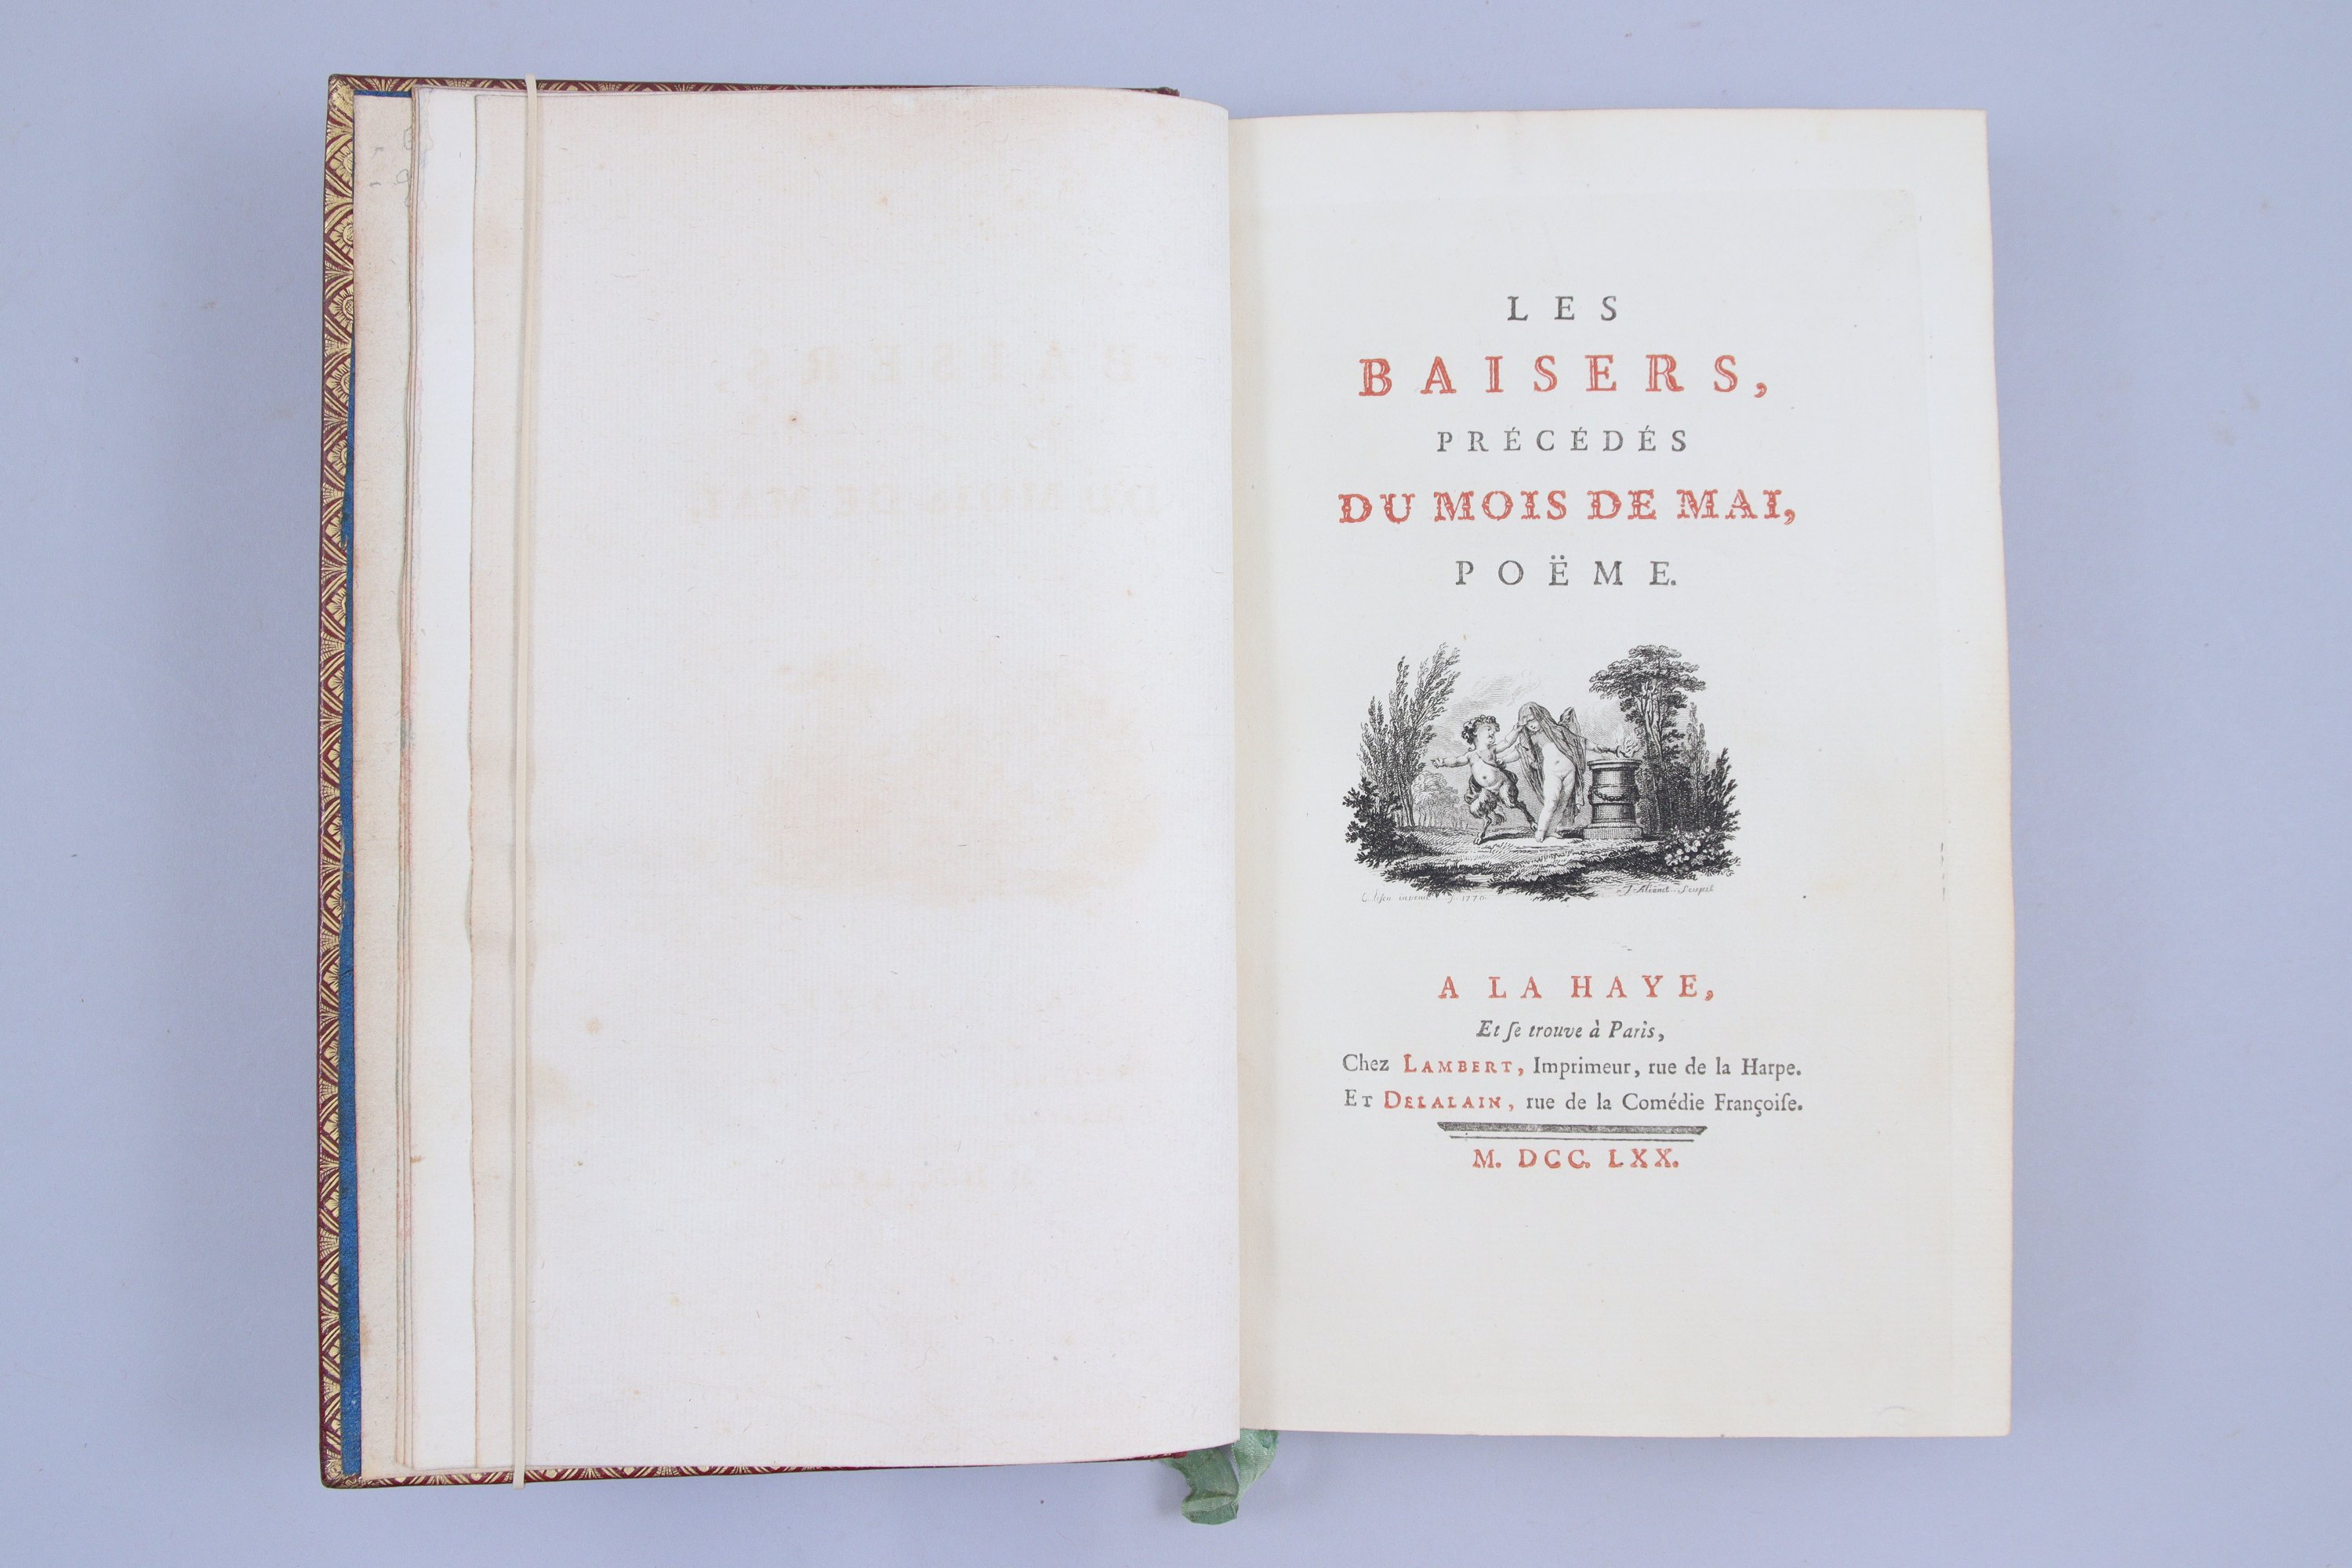 LES
BAISERS,
PRÉCÉDÉS
DU MOIS DE MAI,
POËME.
1770.
A LA HAYE,
Et ſe trouve à Paris,
Chez LAMBERT, Imprimeur, rue de la Harpe.
ET DELALAIN, rue de la Comédie Françoiſe.
M. DCC. LXX.